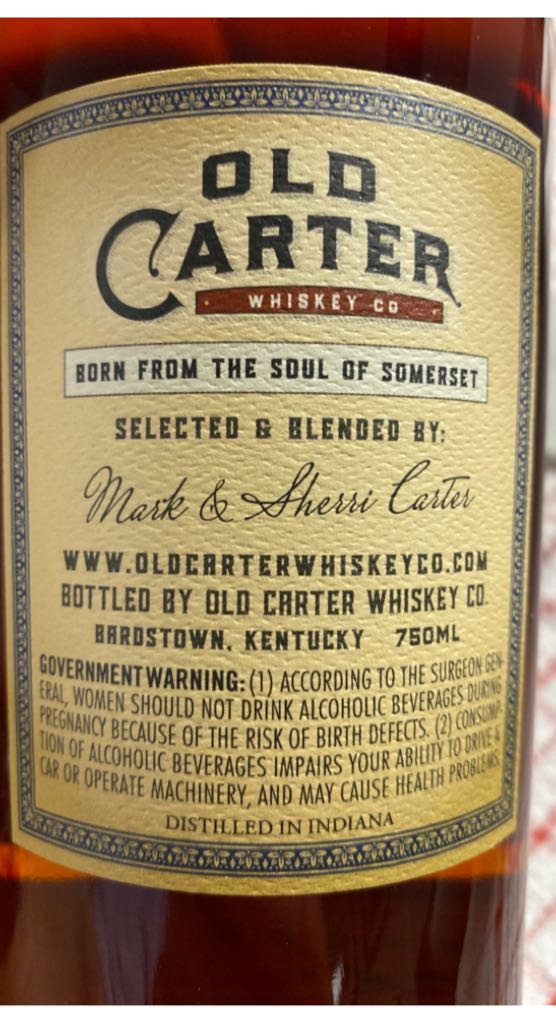 OLD
CARTER
WHISKEY CO
BORN FROM THE SOUL OF SOMERSET
SELECTED & BLENDED BY:
Mark & Sherri Carter
WWW.OLDCARTERWHISKEYCO.COM
BOTTLED BY OLD CARTER WHISKEY CO.
BARDSTOWN, KENTUCKY 750ML
GOVERNMENT WARNING: (1) ACCORDING TO THE SURGEON GEN-
ERAL, WOMEN SHOULD NOT DRINK ALCOHOLIC BEVERAGES DURING
PREGNANCY BECAUSE OF THE RISK OF BIRTH DEFECTS. (2) CONSUMP-
TION OF ALCOHOLIC BEVERAGES IMPAIRS YOUR ABILITY TO DRIVE A
CAR OR OPERATE MACHINERY, AND MAY CAUSE HEALTH PROBLEMS.
DISTILLED IN INDIANA